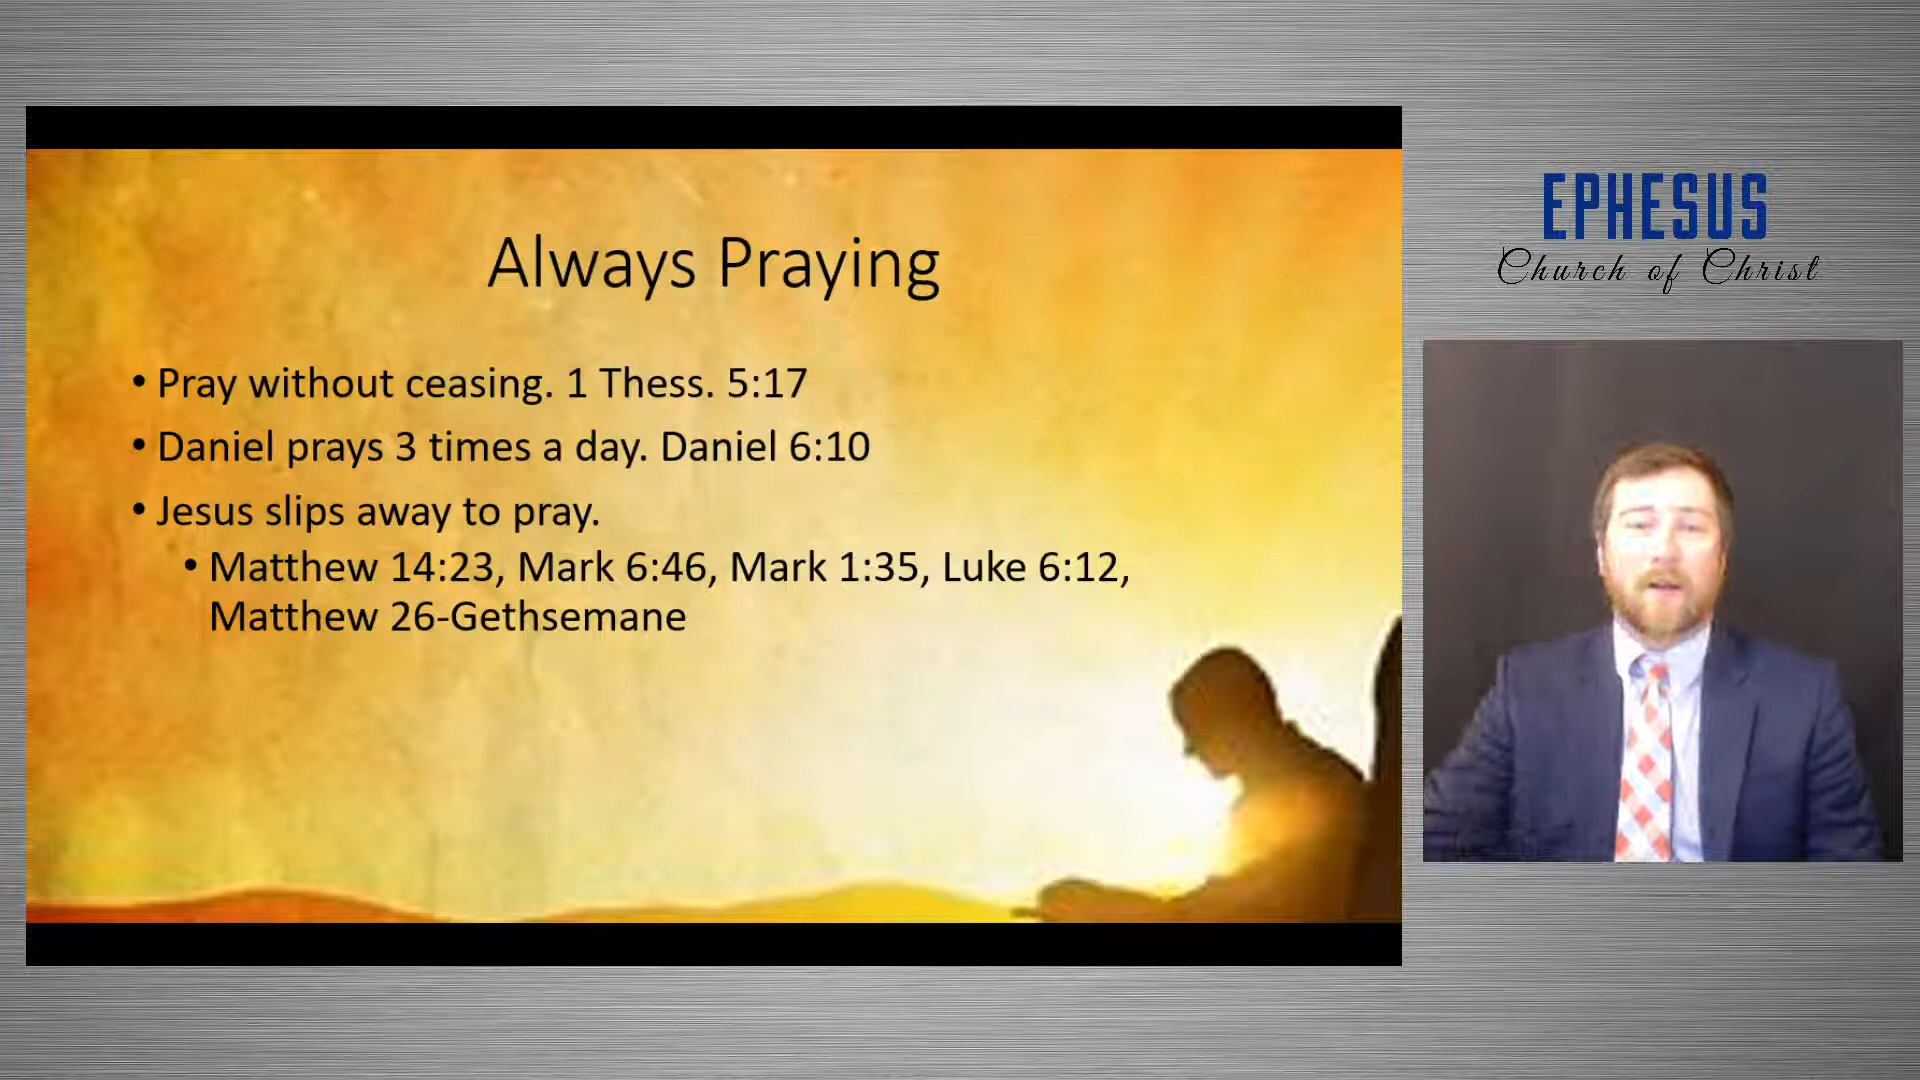 Always Praying
• Pray without ceasing. 1 Thess. 5:17
• Daniel prays 3 times a day. Daniel 6:10
• Jesus slips away to pray.
• Matthew 14:23, Mark 6:46, Mark 1:35, Luke 6:12,
Matthew 26-Gethsemane
EPHESUS
Church of Christ